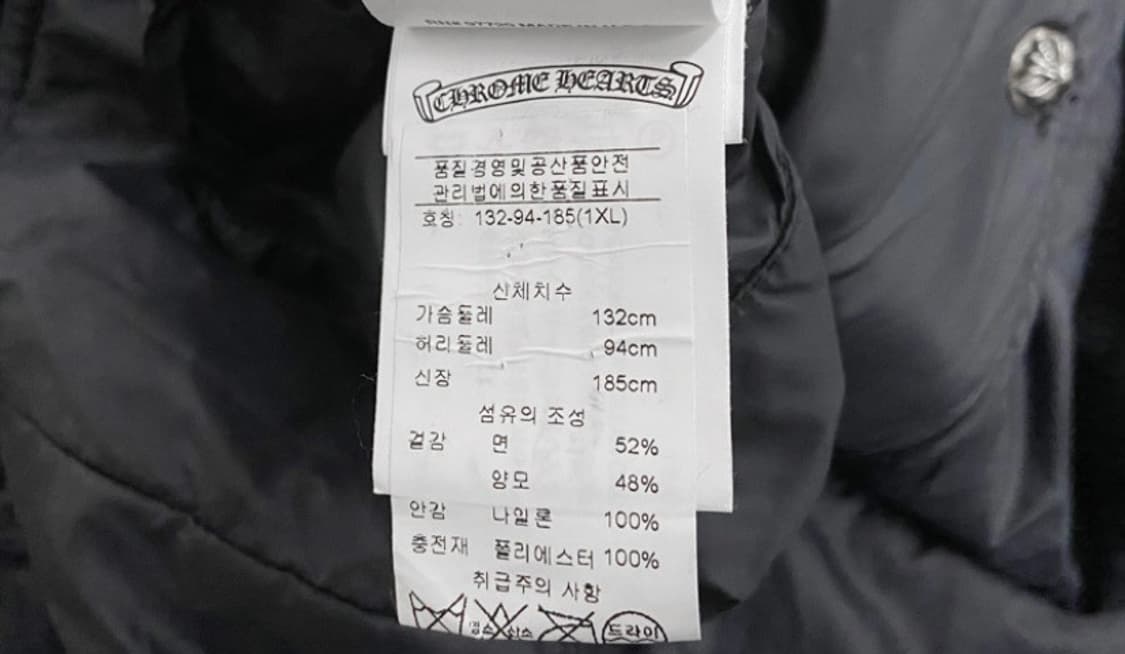 CHROME HEARTS
품질경영및공산품안전
관리법에의한품질표시
호칭: 132-94-185(1XL)
신체치수
가슴둘레 132cm
허리둘레 94cm
신장 185cm
섬유의 조성
겉감 면 52%
양모 48%
안감 나일론 100%
충전재 폴리에스터 100%
취급주의 사항
드라이